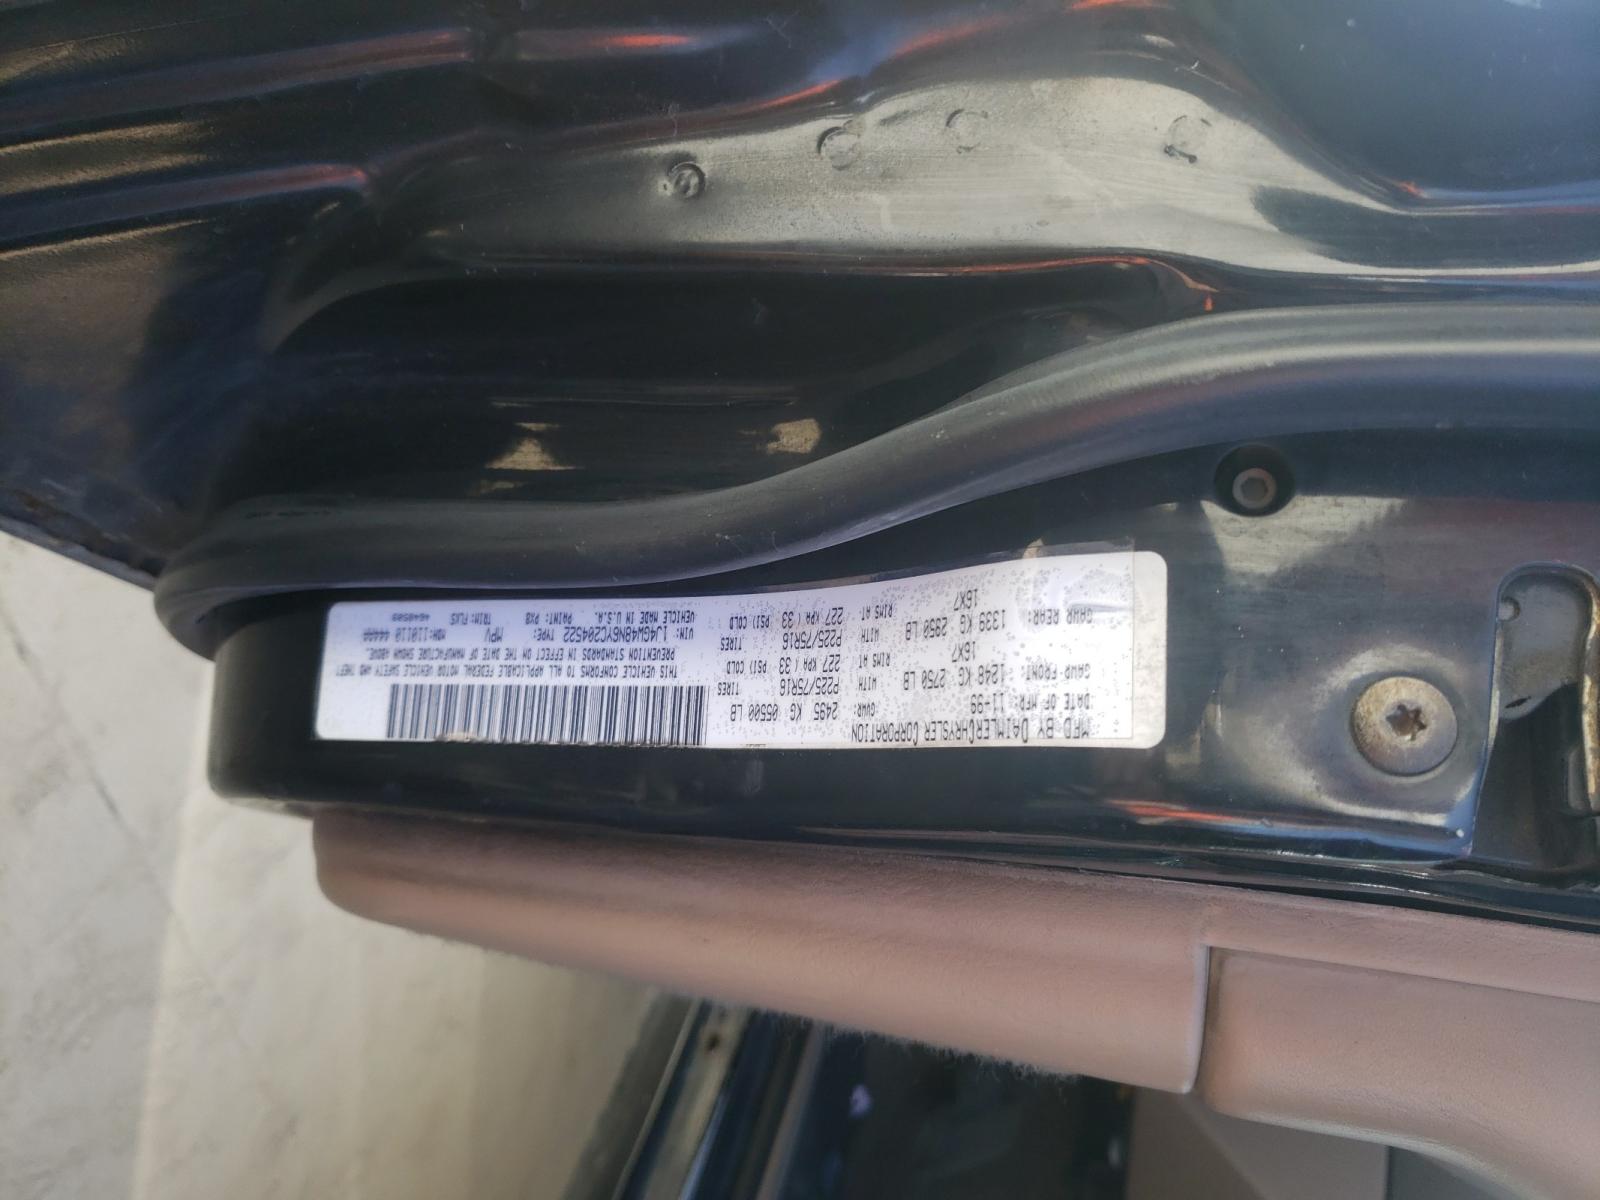 MFD BY DAIMLERCHRYSLER CORPORATION
DATE OF MFR: 11-99 GVWR: 2495 KG 05500 LB
GAWR FRONT: 1248 KG 2750 LB WITH P225/75R16 TIRES
16X7 RIMS AT 227 KPA( 33 PSI) COLD
GAWR REAR: 1339 KG 2950 LB WITH P225/75R16 TIRES
16X7 RIMS AT 227 KPA( 33 PSI) COLD
THIS VEHICLE CONFORMS TO ALL APPLICABLE FEDERAL MOTOR VEHICLE SAFETY AND THEFT
PREVENTION STANDARDS IN EFFECT ON THE DATE OF MANUFACTURE SHOWN ABOVE.
VIN: 1J4GW48N6YC204522 TYPE: MPV MDH:110110
VEHICLE MADE IN U.S.A. PAINT: PXB TRIM: